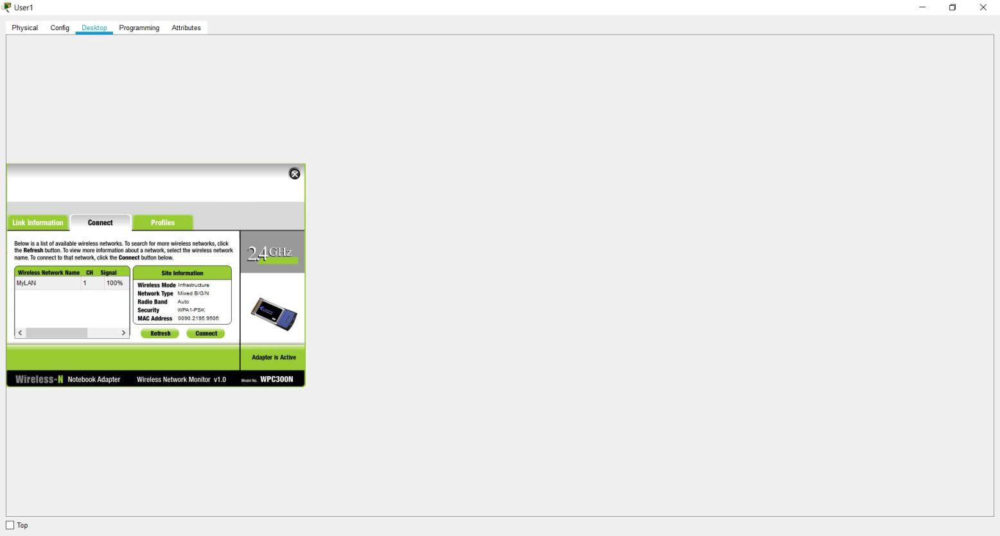 User1
Physical Config Desktop Programming Attributes
Link Information Connect Profiles
Below is a list of available wireless networks. To search for more wireless networks, click
the Refresh button. To view more information about a network, select the wireless network
name. To connect to that network, click the Connect button below.
2.4GHz
Wireless Network Name CH Signal
MyLAN 1 100%
Site Information
Wireless Mode Infrastructure
Network Type Mixed B/G/N
Radio Band Auto
Security WPA1-PSK
MAC Address 0090.2195.9506
Refresh Connect
Adapter is Active
Wireless-N Notebook Adapter Wireless Network Monitor v1.0 Model No. WPC300N
Top